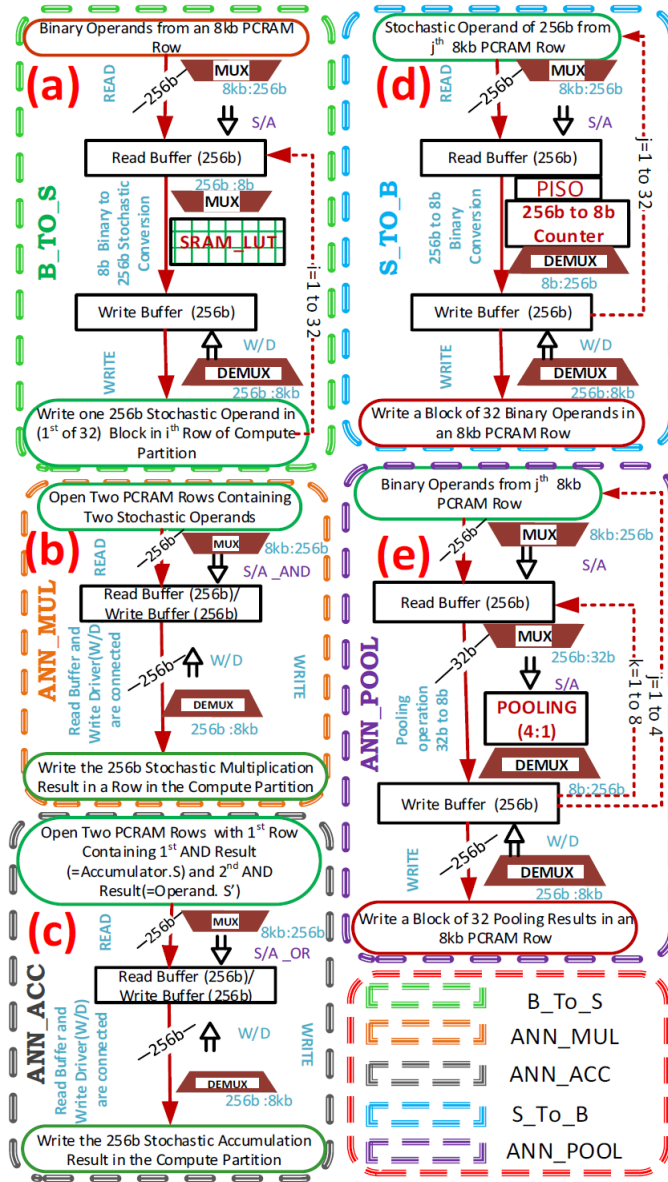 Binary Operands from an 8kb PCRAM
Row
(a)
READ
256b
MUX
8kb:256b
S/A
Read Buffer (256b)
256b :8b
MUX
8b Binary to
256b Stochastic
Conversion
SRAM_LUT
i=1 to 32
B_TO_S
Write Buffer (256b)
W/D
WRITE
DEMUX
256b:8kb
Write one 256b Stochastic Operand in
(1st of 32) Block in ith Row of Compute
Partition
Stochastic Operand of 256b from
jth 8kb PCRAM Row
(d)
READ
256b
MUX
8kb:256b
S/A
j=1 to 32
Read Buffer (256b)
PISO
256b to 8b
Counter
256b to 8b
Binary
Conversion
DEMUX
8b:256b
S_TO_B
Write Buffer (256b)
W/D
WRITE
DEMUX
256b:8kb
Write a Block of 32 Binary Operands in
an 8kb PCRAM Row
Open Two PCRAM Rows Containing
Two Stochastic Operands
(b)
READ
256b
MUX
8kb:256b
S/A _AND
Read Buffer (256b)/
Write Buffer (256b)
ANN_MUL
Read Buffer and
Write Driver(W/D)
are connected
256b
W/D
WRITE
DEMUX
256b :8kb
Write the 256b Stochastic Multiplication
Result in a Row in the Compute Partition
Binary Operands from jth 8kb
PCRAM Row
(e)
READ
256b
MUX
8kb:256b
S/A
Read Buffer (256b)
32b
MUX
256b:32b
S/A
k=1 to 8
j=1 to 4
Pooling
operation
32b to 8b
POOLING
(4:1)
DEMUX
8b:256b
ANN_POOL
Write Buffer (256b)
256b
W/D
WRITE
DEMUX
256b :8kb
Write a Block of 32 Pooling Results in an
8kb PCRAM Row
Open Two PCRAM Rows with 1st Row
Containing 1st AND Result
(=Accumulator.S) and 2nd AND
Result(=Operand. S’)
(c)
READ
256b
MUX
8kb:256b
S/A _OR
Read Buffer (256b)/
Write Buffer (256b)
ANN_ACC
Read Buffer and
Write Driver(W/D)
are connected
256b
W/D
WRITE
DEMUX
256b :8kb
Write the 256b Stochastic Accumulation
Result in the Compute Partition
B_To_S
ANN_MUL
ANN_ACC
S_To_B
ANN_POOL